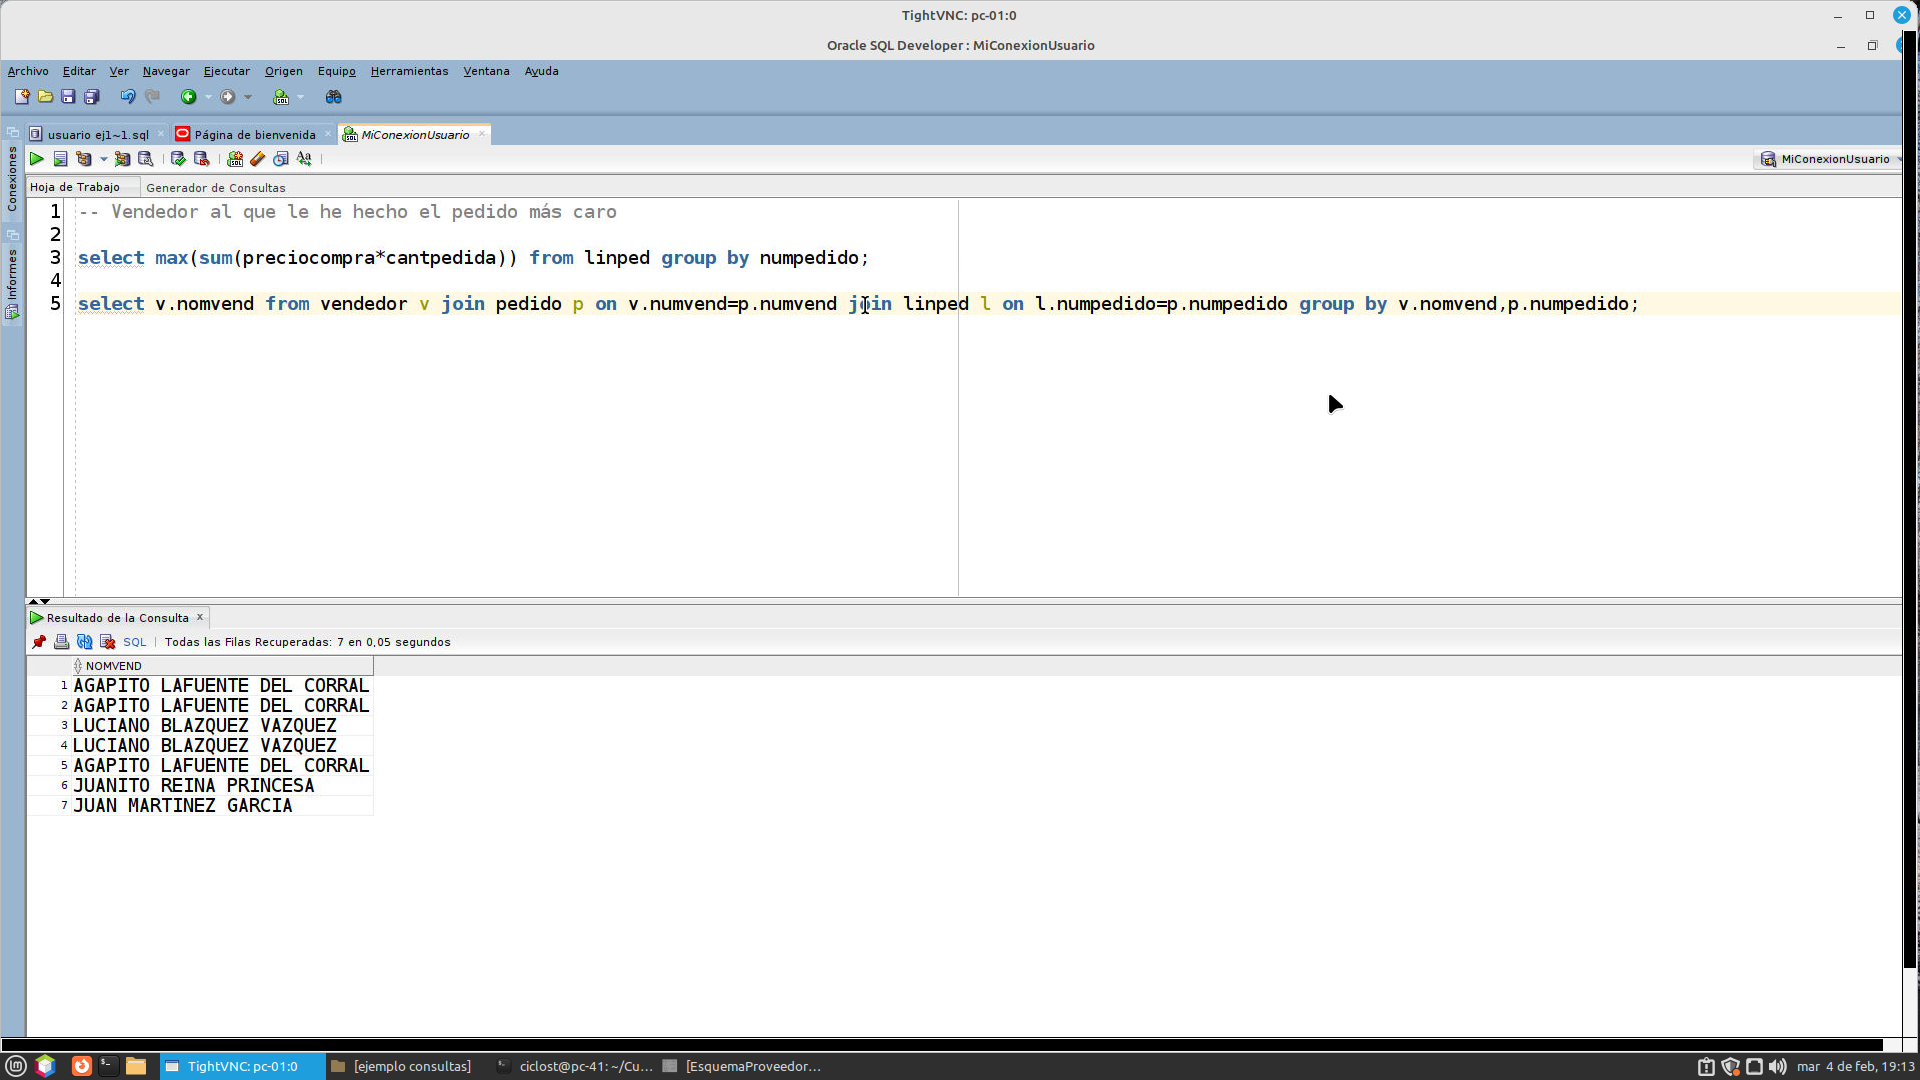 TightVNC: pc-01:0
Oracle SQL Developer : MiConexionUsuario
Archivo Editar Ver Navegar Ejecutar Origen Equipo Herramientas Ventana Ayuda
usuario ej1~1.sql Página de bienvenida MiConexionUsuario
MiConexionUsuario
Conexiones
Informes
Hoja de Trabajo Generador de Consultas
1 -- Vendedor al que le he hecho el pedido más caro
2
3 select max(sum(preciocompra*cantpedida)) from linped group by numpedido;
4
5 select v.nomvend from vendedor v join pedido p on v.numvend=p.numvend join linped l on l.numpedido=p.numpedido group by v.nomvend,p.numpedido;
Resultado de la Consulta x
SQL | Todas las Filas Recuperadas: 7 en 0,05 segundos
NOMVEND
1 AGAPITO LAFUENTE DEL CORRAL
2 AGAPITO LAFUENTE DEL CORRAL
3 LUCIANO BLAZQUEZ VAZQUEZ
4 LUCIANO BLAZQUEZ VAZQUEZ
5 AGAPITO LAFUENTE DEL CORRAL
6 JUANITO REINA PRINCESA
7 JUAN MARTINEZ GARCIA
TightVNC: pc-01:0 [ejemplo consultas] ciclost@pc-41: ~/Cu... [EsquemaProveedor... mar 4 de feb, 19:13